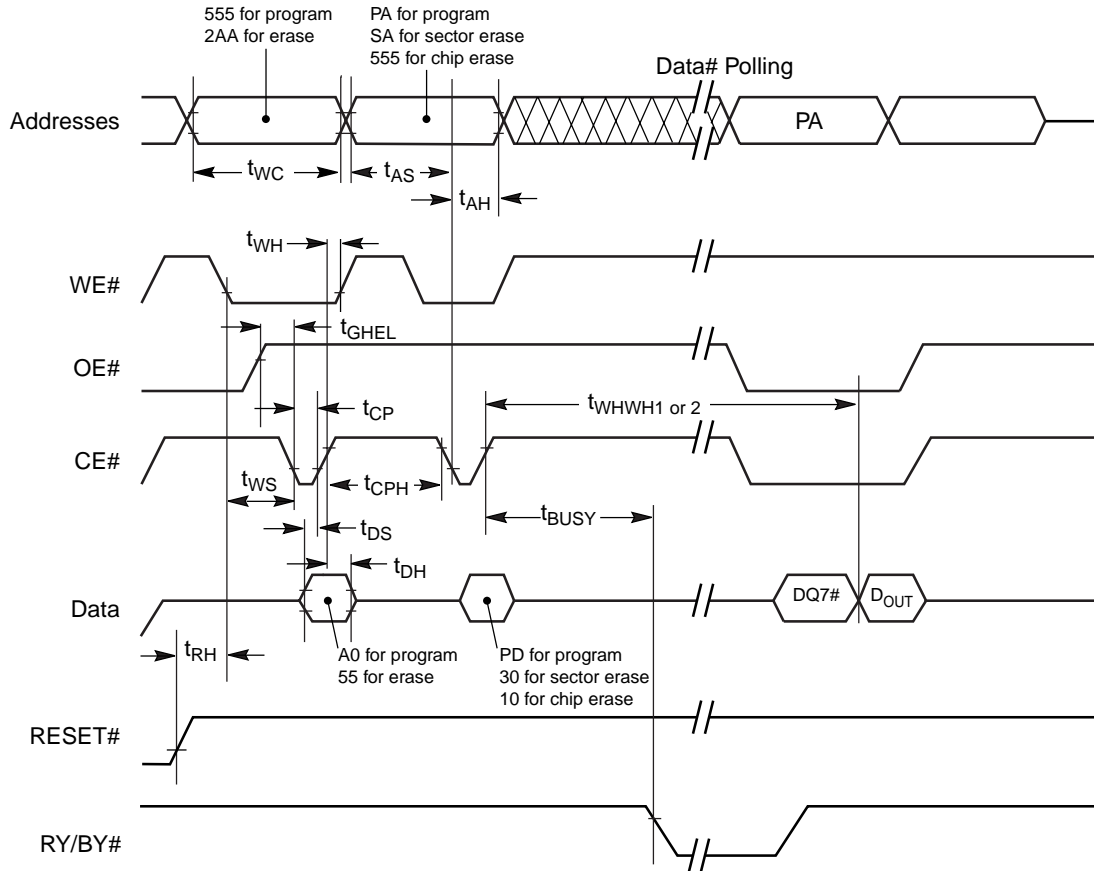 555 for program
2AA for erase
PA for program
SA for sector erase
555 for chip erase
Data# Polling
Addresses
PA
tWC
tAS
tAH
tWH
WE#
tGHEL
OE#
tWHWH1 or 2
tCP
CE#
tWS
tCPH
tBUSY
tDS
tDH
Data
DQ7#
DOUT
tRH
A0 for program
55 for erase
PD for program
30 for sector erase
10 for chip erase
RESET#
RY/BY#